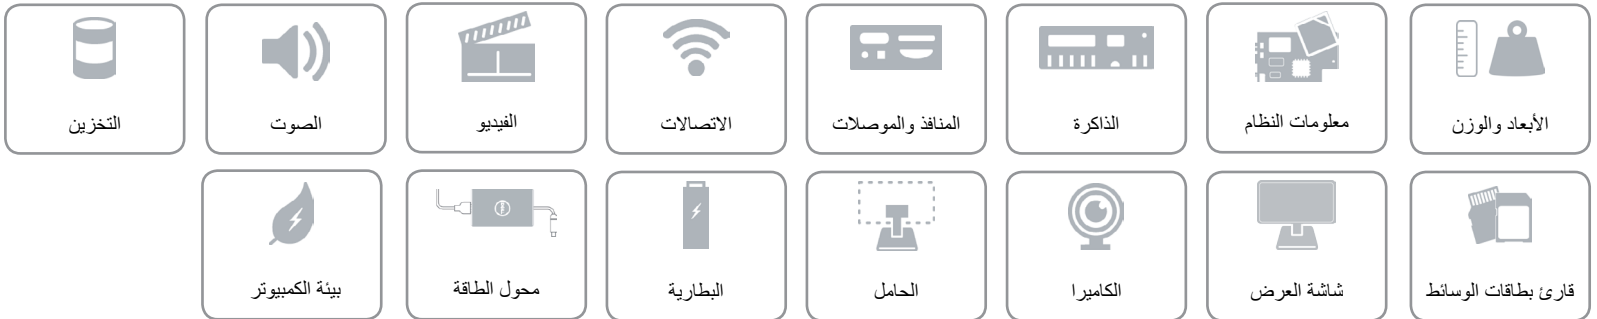 الأبعاد والوزن
معلومات النظام
الذاكرة
المنافذ والموصلات
الاتصالات
الفيديو
الصوت
التخزين
قارئ بطاقات الوسائط
شاشة العرض
الكاميرا
الحامل
البطارية
محول الطاقة
بيئة الكمبيوتر